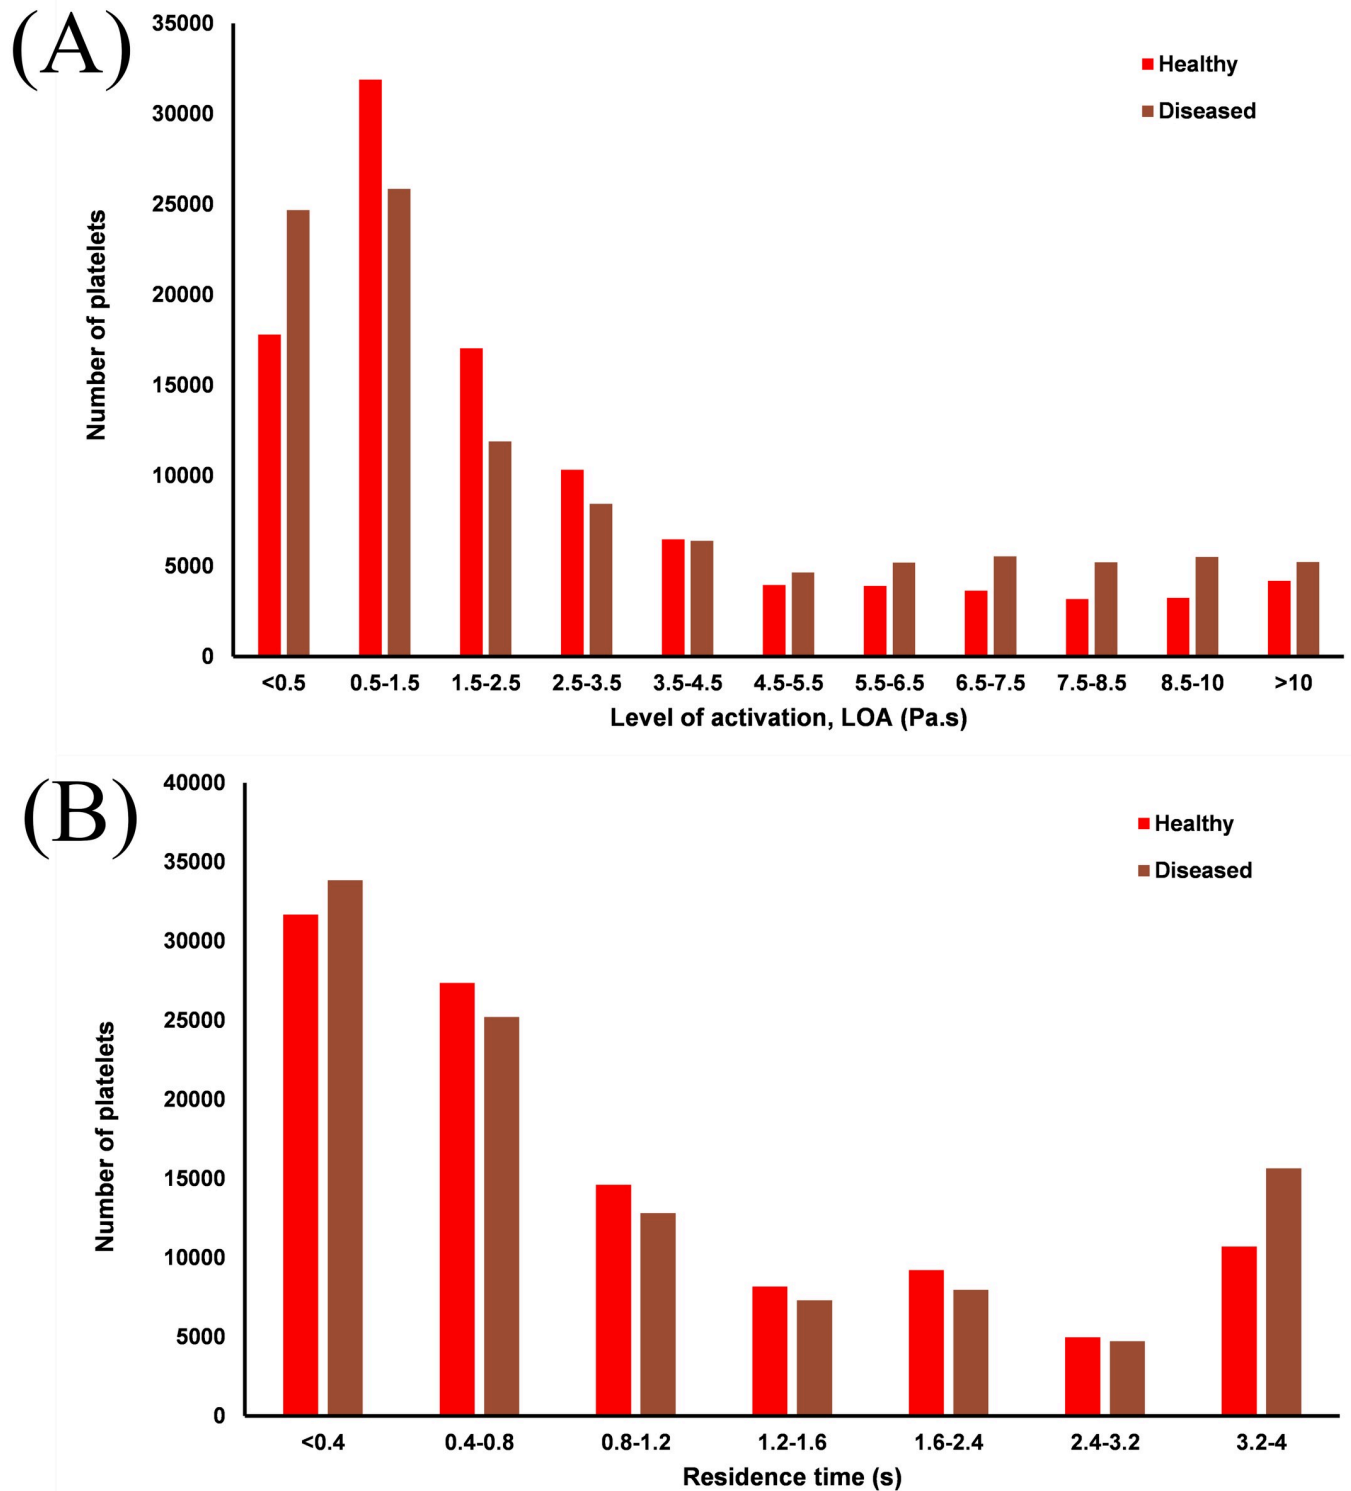 (A)
35000
30000
25000
20000
15000
10000
5000
0
Number of platelets
Healthy
Diseased
<0.5 0.5-1.5 1.5-2.5 2.5-3.5 3.5-4.5 4.5-5.5 5.5-6.5 6.5-7.5 7.5-8.5 8.5-10 >10
Level of activation, LOA (Pa.s)
(B)
40000
35000
30000
25000
20000
15000
10000
5000
0
Number of platelets
Healthy
Diseased
<0.4 0.4-0.8 0.8-1.2 1.2-1.6 1.6-2.4 2.4-3.2 3.2-4
Residence time (s)